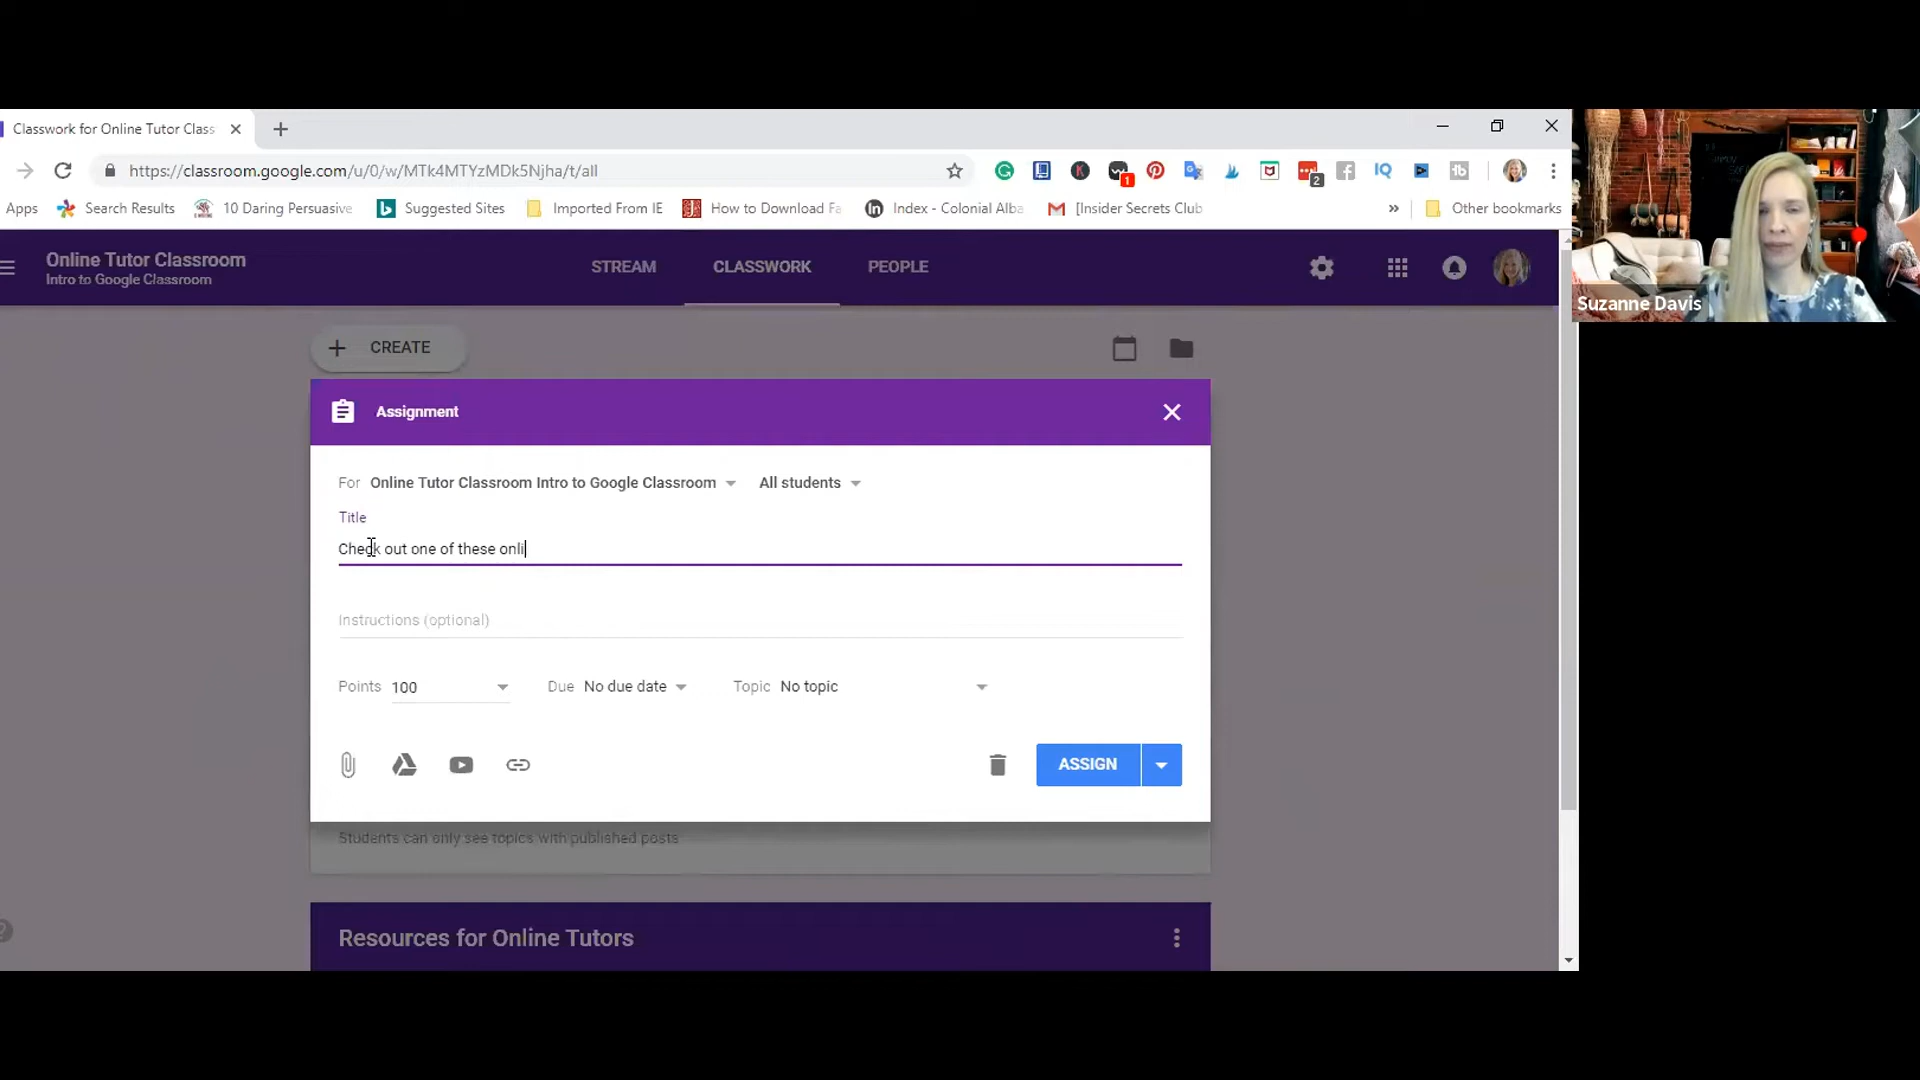 Classwork for Online Tutor Class
https://classroom.google.com/u/0/w/MTk4MTYzMDk5Njha/t/all
1
2
Apps
Search Results
10 Daring Persuasive
Suggested Sites
Imported From IE
How to Download Fa
Index - Colonial Alba
[Insider Secrets Club
»
Other bookmarks
Online Tutor Classroom
Intro to Google Classroom
STREAM
CLASSWORK
PEOPLE
Suzanne Davis
+ CREATE
Assignment
For Online Tutor Classroom Intro to Google Classroom All students
Title
Check out one of these onli
Instructions (optional)
Points 100 Due No due date Topic No topic
ASSIGN
Students can only see topics with published posts
Resources for Online Tutors